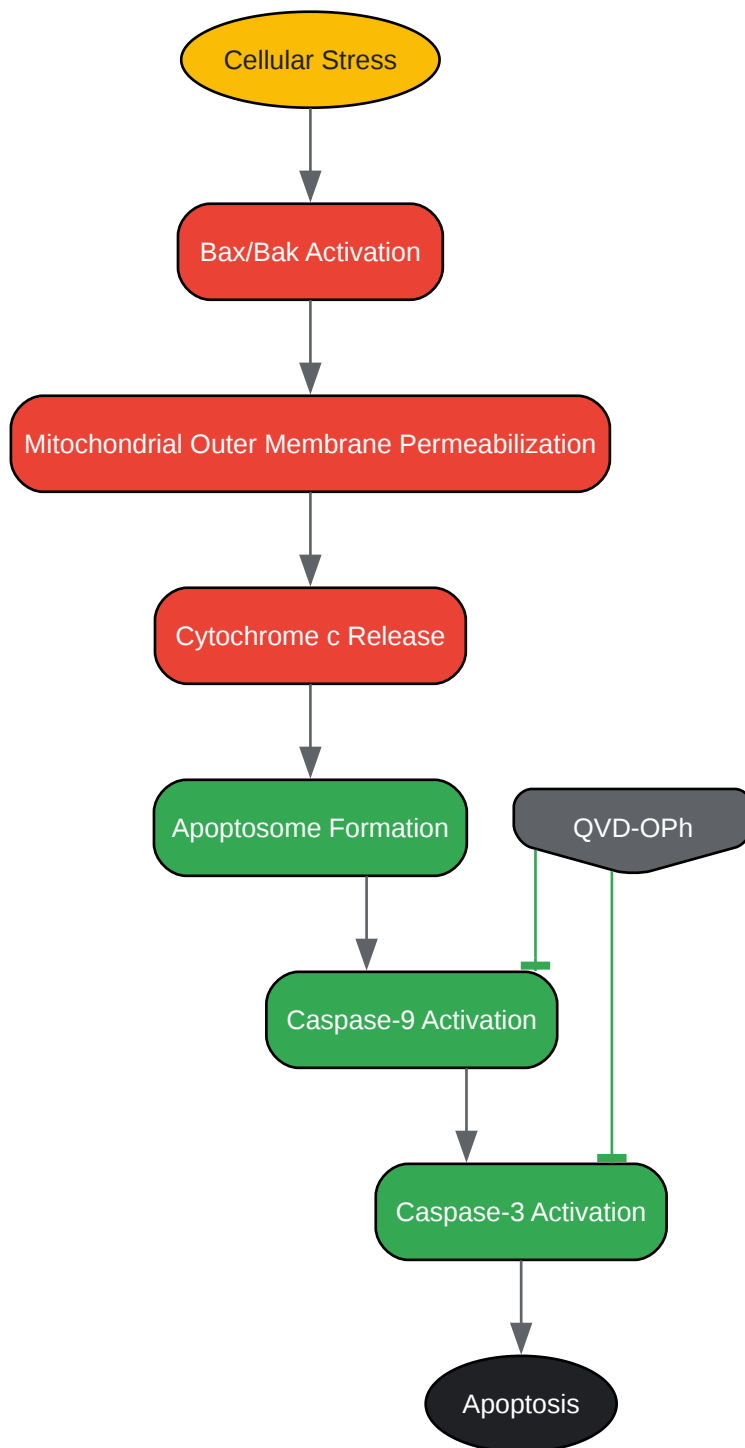 Cellular Stress
Bax/Bak Activation
Mitochondrial Outer Membrane Permeabilization
Cytochrome c Release
Apoptosome Formation
QVD-OPh
Caspase-9 Activation
Caspase-3 Activation
Apoptosis